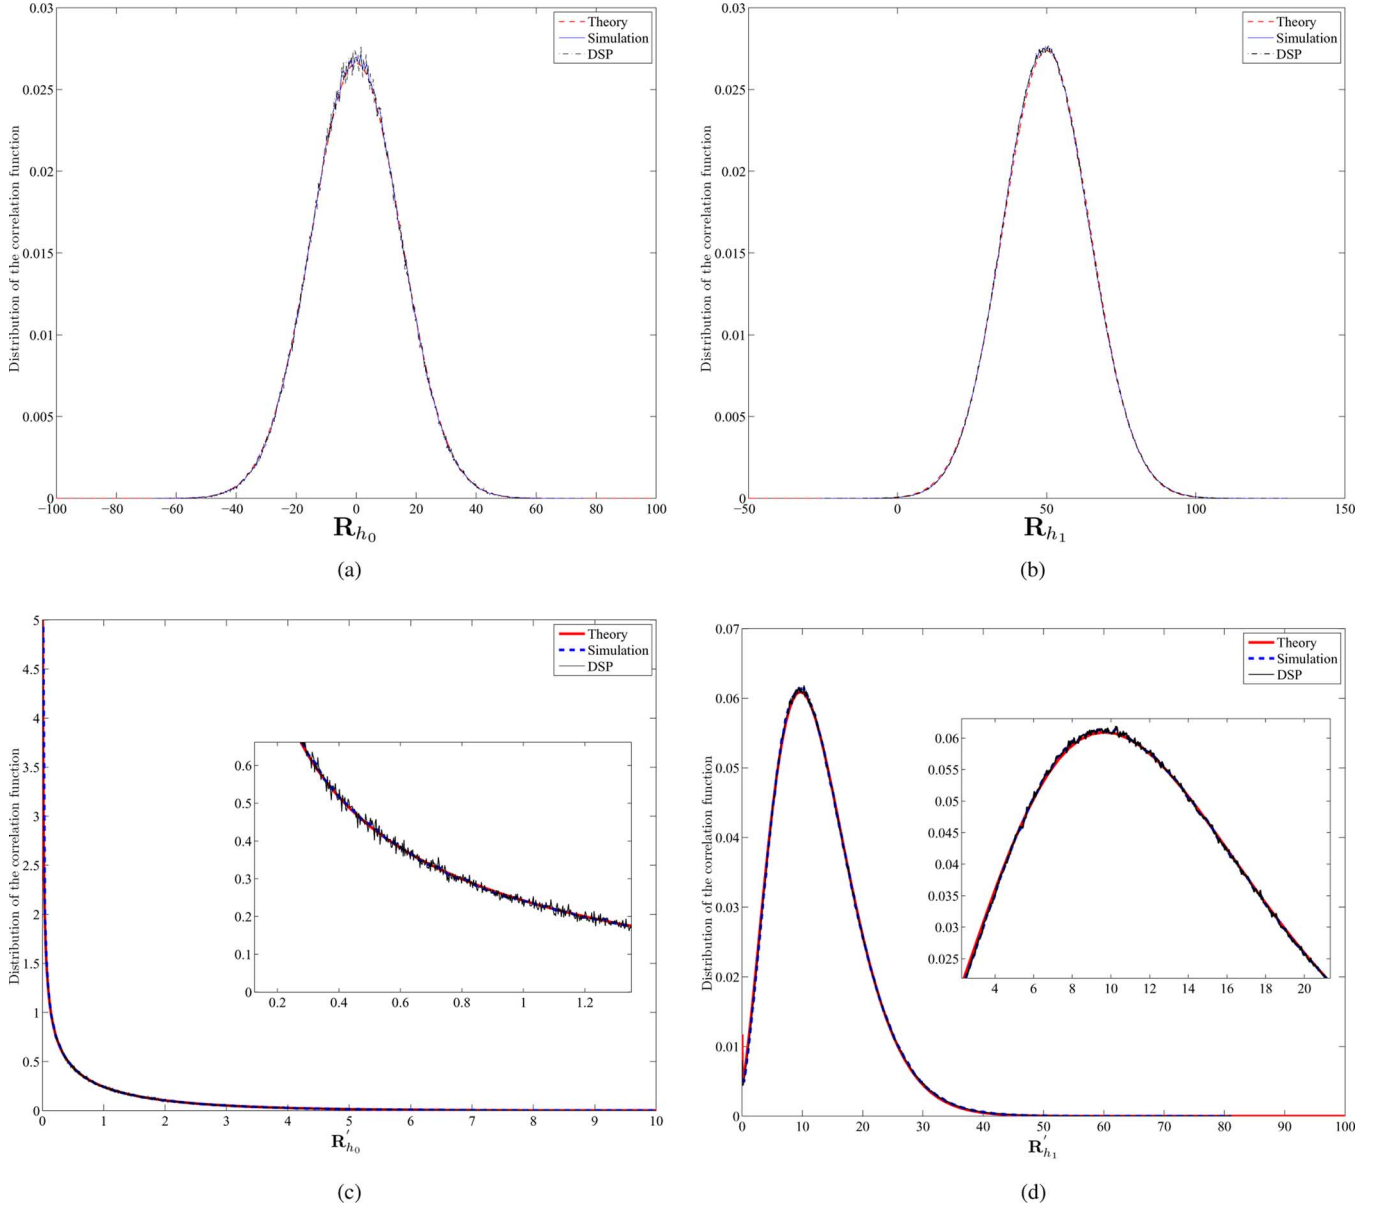 0.03
0.025
0.02
0.015
0.01
0.005
0
−100 −80 −60 −40 −20 0 20 40 60 80 100
Distribution of the correlation function
Theory
Simulation
DSP
R_{h_0}
(a)
0.03
0.025
0.02
0.015
0.01
0.005
0
−50 0 50 100 150
Distribution of the correlation function
Theory
Simulation
DSP
R_{h_1}
(b)
5
4.5
4
3.5
3
2.5
2
1.5
1
0.5
0
0 1 2 3 4 5 6 7 8 9 10
Distribution of the correlation function
Theory
Simulation
DSP
0.6
0.5
0.4
0.3
0.2
0.1
0
0.2 0.4 0.6 0.8 1 1.2
R'_{h_0}
(c)
0.07
0.06
0.05
0.04
0.03
0.02
0.01
0
0 10 20 30 40 50 60 70 80 90 100
Distribution of the correlation function
Theory
Simulation
DSP
0.06
0.055
0.05
0.045
0.04
0.035
0.03
0.025
4 6 8 10 12 14 16 18 20
R'_{h_1}
(d)